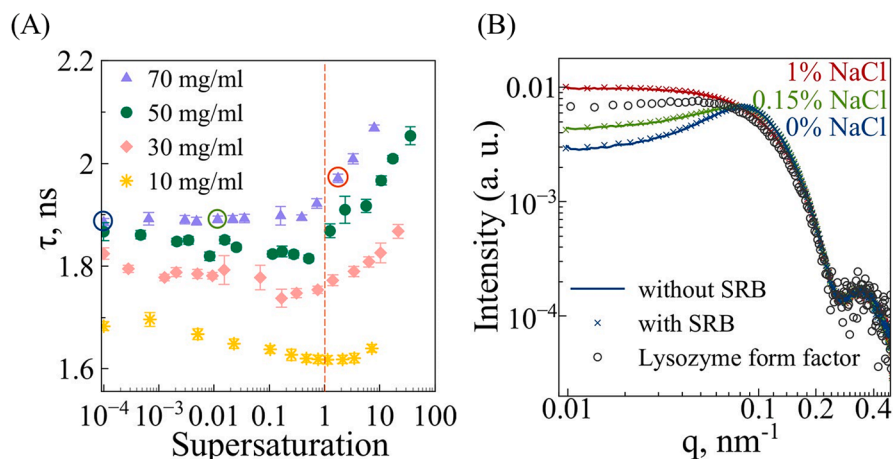 (A)
2.2
2
1.8
1.6
τ, ns
70 mg/ml
50 mg/ml
30 mg/ml
10 mg/ml
10⁻⁴ 0.01 0.1 1 10 100
Supersaturation
(B)
0.01
10⁻³
10⁻⁴
Intensity (a. u.)
1% NaCl
0.15% NaCl
0% NaCl
without SRB
with SRB
Lysozyme form factor
0.01 0.1 0.2 0.4
q, nm⁻¹